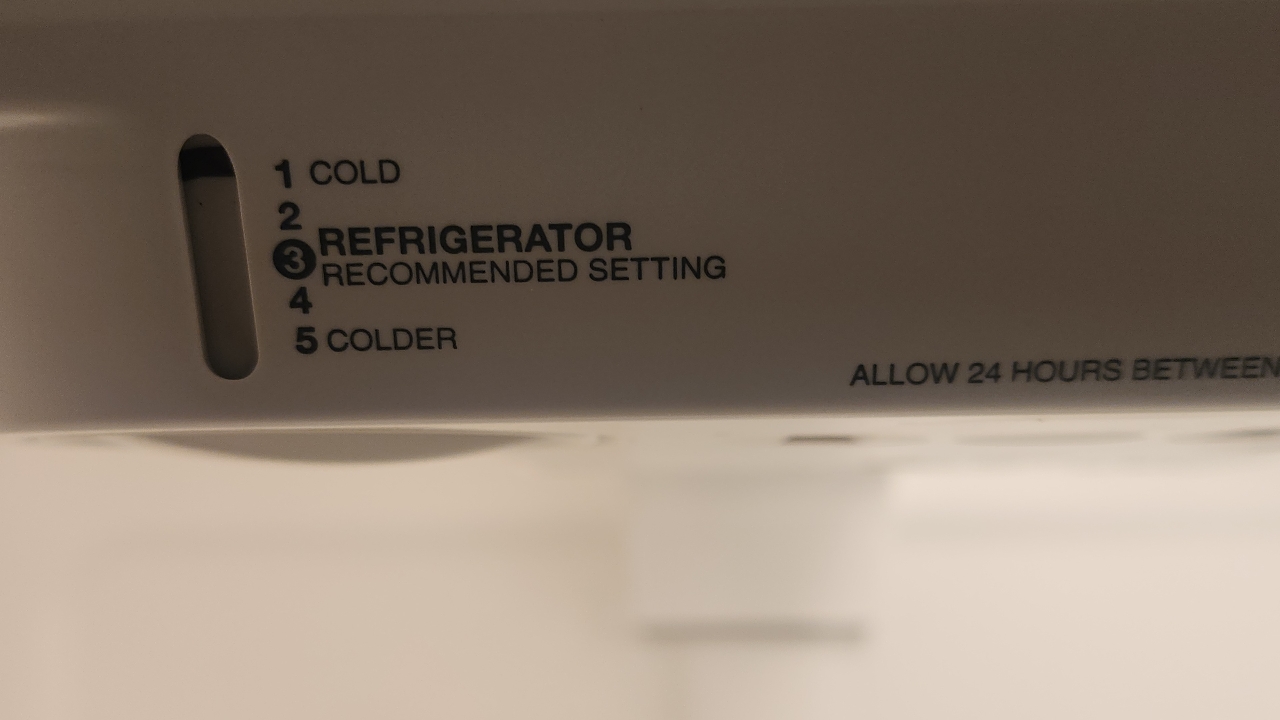 1 COLD
2
3 REFRIGERATOR
RECOMMENDED SETTING
4
5 COLDER
ALLOW 24 HOURS BETWEEN